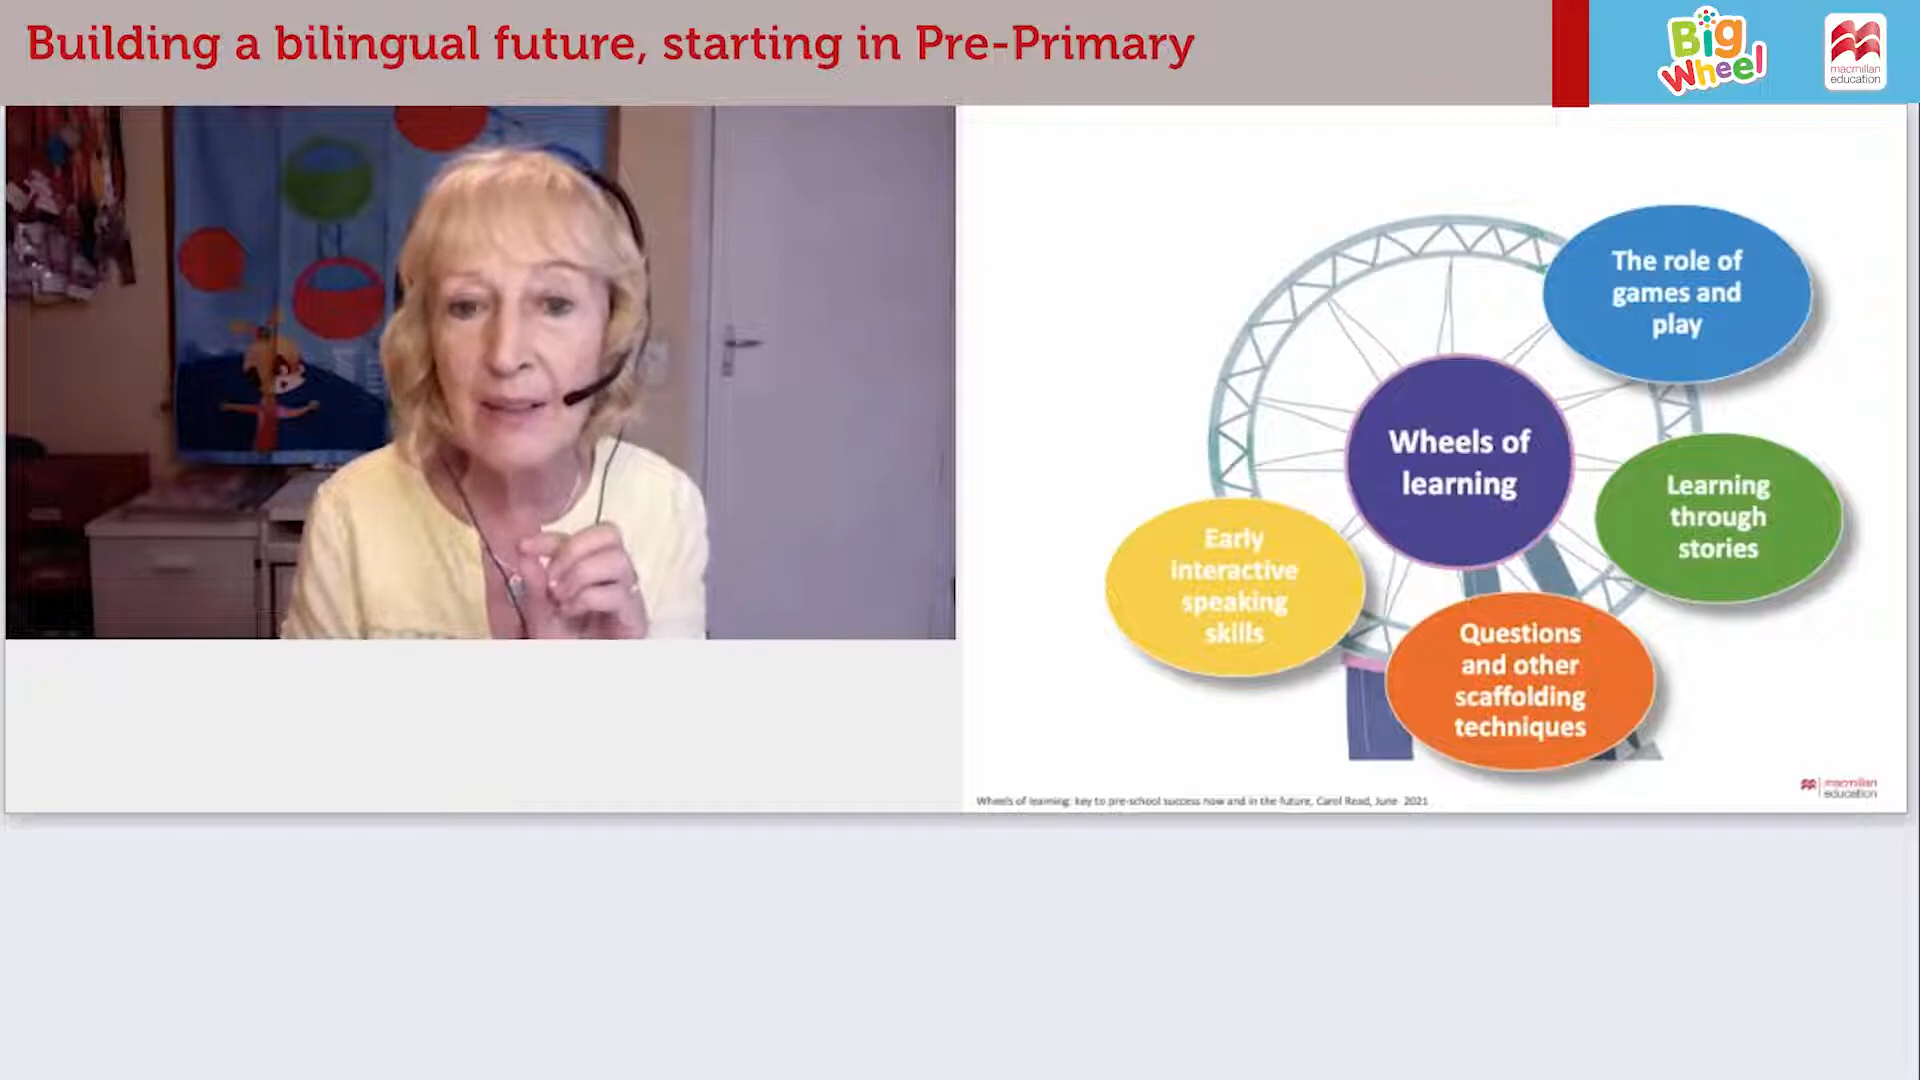 Building a bilingual future, starting in Pre-Primary
Big
Wheel
macmillan
education
The role of
games and
play
Wheels of
learning
Learning
through
stories
Early
interactive
speaking
skills
Questions
and other
scaffolding
techniques
macmillan
education
Wheels of learning: key to pre-school success now and in the future, Carol Read, June 2021